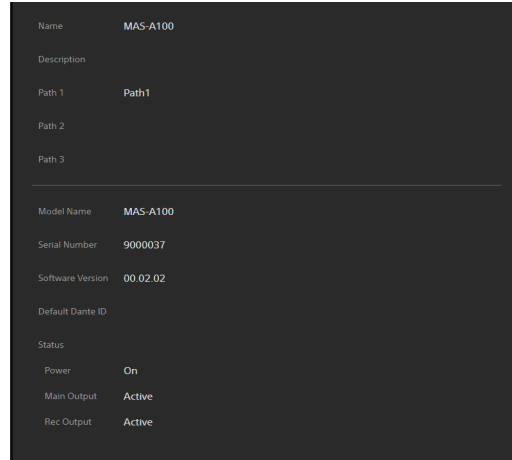 Name MAS-A100
Description
Path 1 Path1
Path 2
Path 3
Model Name MAS-A100
Serial Number 9000037
Software Version 00.02.02
Default Dante ID
Status
Power On
Main Output Active
Rec Output Active